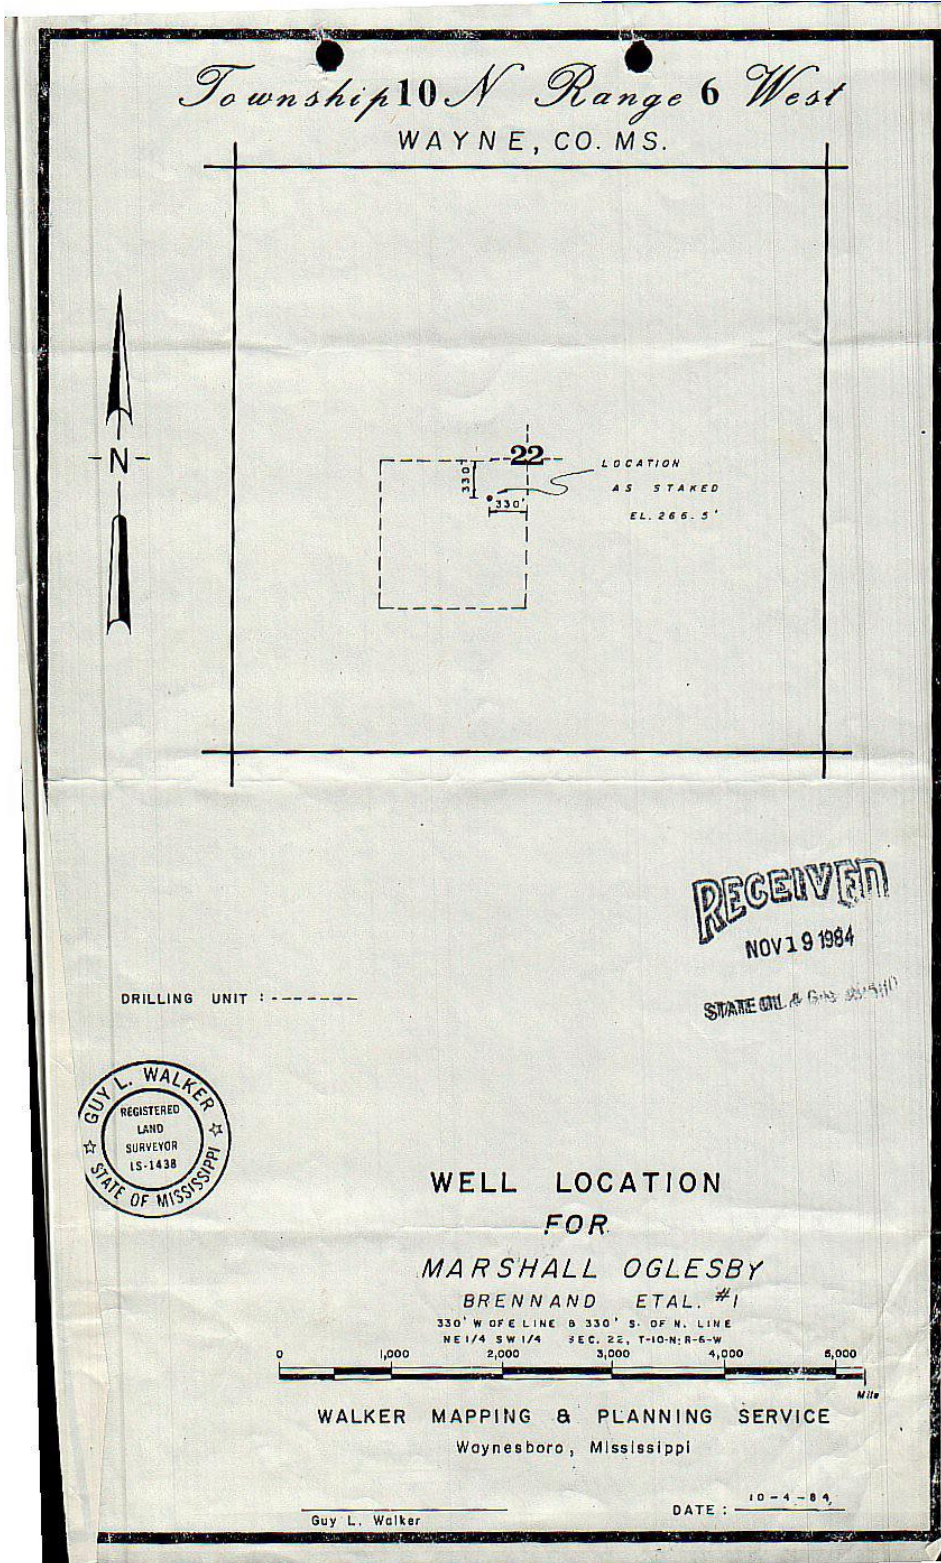 Township 10 N Range 6 West
WAYNE, CO. MS.
22
330'
330'
LOCATION
AS STAKED
EL. 266.5'
-N-
RECEIVED
NOV 19 1984
STATE OIL & GAS
DRILLING UNIT : -------
GUY L. WALKER
REGISTERED
LAND
SURVEYOR
LS-1438
STATE OF MISSISSIPPI
WELL LOCATION
FOR
MARSHALL OGLESBY
BRENNAND ETAL. #1
330' W OF E LINE & 330' S. OF N. LINE
NE 1/4 SW 1/4 SEC. 22, T-10-N; R-6-W
0 1,000 2,000 3,000 4,000 5,000
Mile
WALKER MAPPING & PLANNING SERVICE
Waynesboro, Mississippi
Guy L. Walker
DATE : 10-4-84